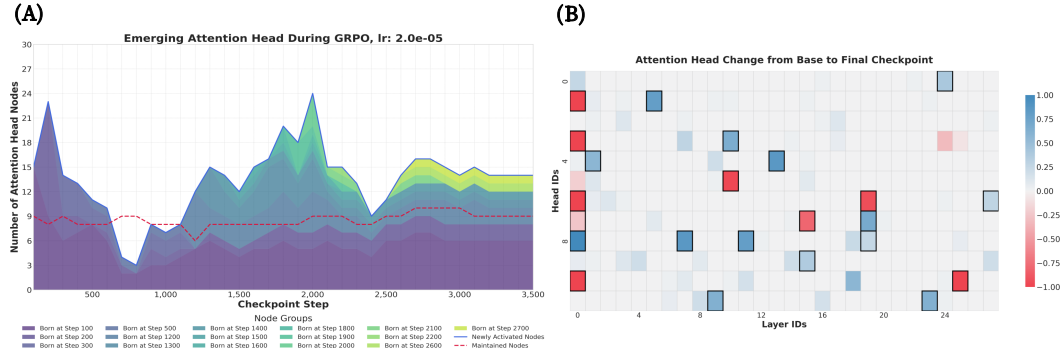 (A)
(B)
Emerging Attention Head During GRPO, lr: 2.0e-05
Number of Attention Head Nodes
30
27
24
21
18
15
12
9
6
3
0
500
1,000
1,500
2,000
2,500
3,000
3,500
Checkpoint Step
Node Groups
Born at Step 100
Born at Step 500
Born at Step 1400
Born at Step 1800
Born at Step 2100
Born at Step 2700
Born at Step 200
Born at Step 1200
Born at Step 1500
Born at Step 1900
Born at Step 2200
Newly Activated Nodes
Born at Step 300
Born at Step 1300
Born at Step 1600
Born at Step 2000
Born at Step 2600
Maintained Nodes
Attention Head Change from Base to Final Checkpoint
Head IDs
0
4
8
0
4
8
12
16
20
24
Layer IDs
1.00
0.75
0.50
0.25
0.00
−0.25
−0.50
−0.75
−1.00